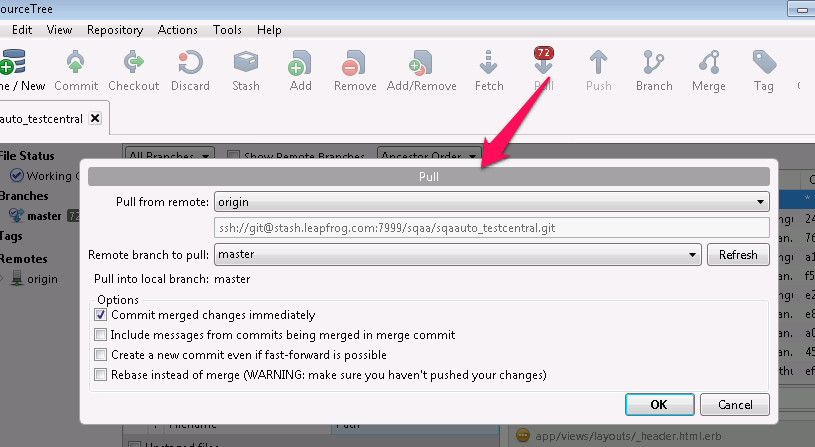 ourceTree
Edit View Repository Actions Tools Help
72
ne / New Commit Checkout Discard Stash Add Remove Add/Remove Fetch Pull Push Branch Merge Tag
auto_testcentral
File Status
All Branches Show Remote Branches Ancestor Order
Working
Branches
master 72
Tags
Remotes
origin
Pull
Pull from remote: origin
ssh://git@stash.leapfrog.com:7999/sqaa/sqaauto_testcentral.git
Remote branch to pull: master Refresh
Pull into local branch: master
Options
Commit merged changes immediately
Include messages from commits being merged in merge commit
Create a new commit even if fast-forward is possible
Rebase instead of merge (WARNING: make sure you haven't pushed your changes)
OK Cancel
Filename Path
Unstaged files
app/views/layouts/_header.html.erb